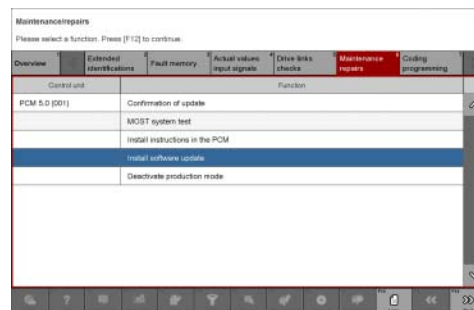 Maintenance/repairs
Please select a function. Press [F12] to continue.
Overview
Extended identifications
Fault memory
Actual values input signals
Drive links checks
Maintenance repairs
Coding programming
Control unit Function
PCM 5.0 (001) Confirmation of update
MOST system test
Install instructions in the PCM
Install software update
Deactivate production mode